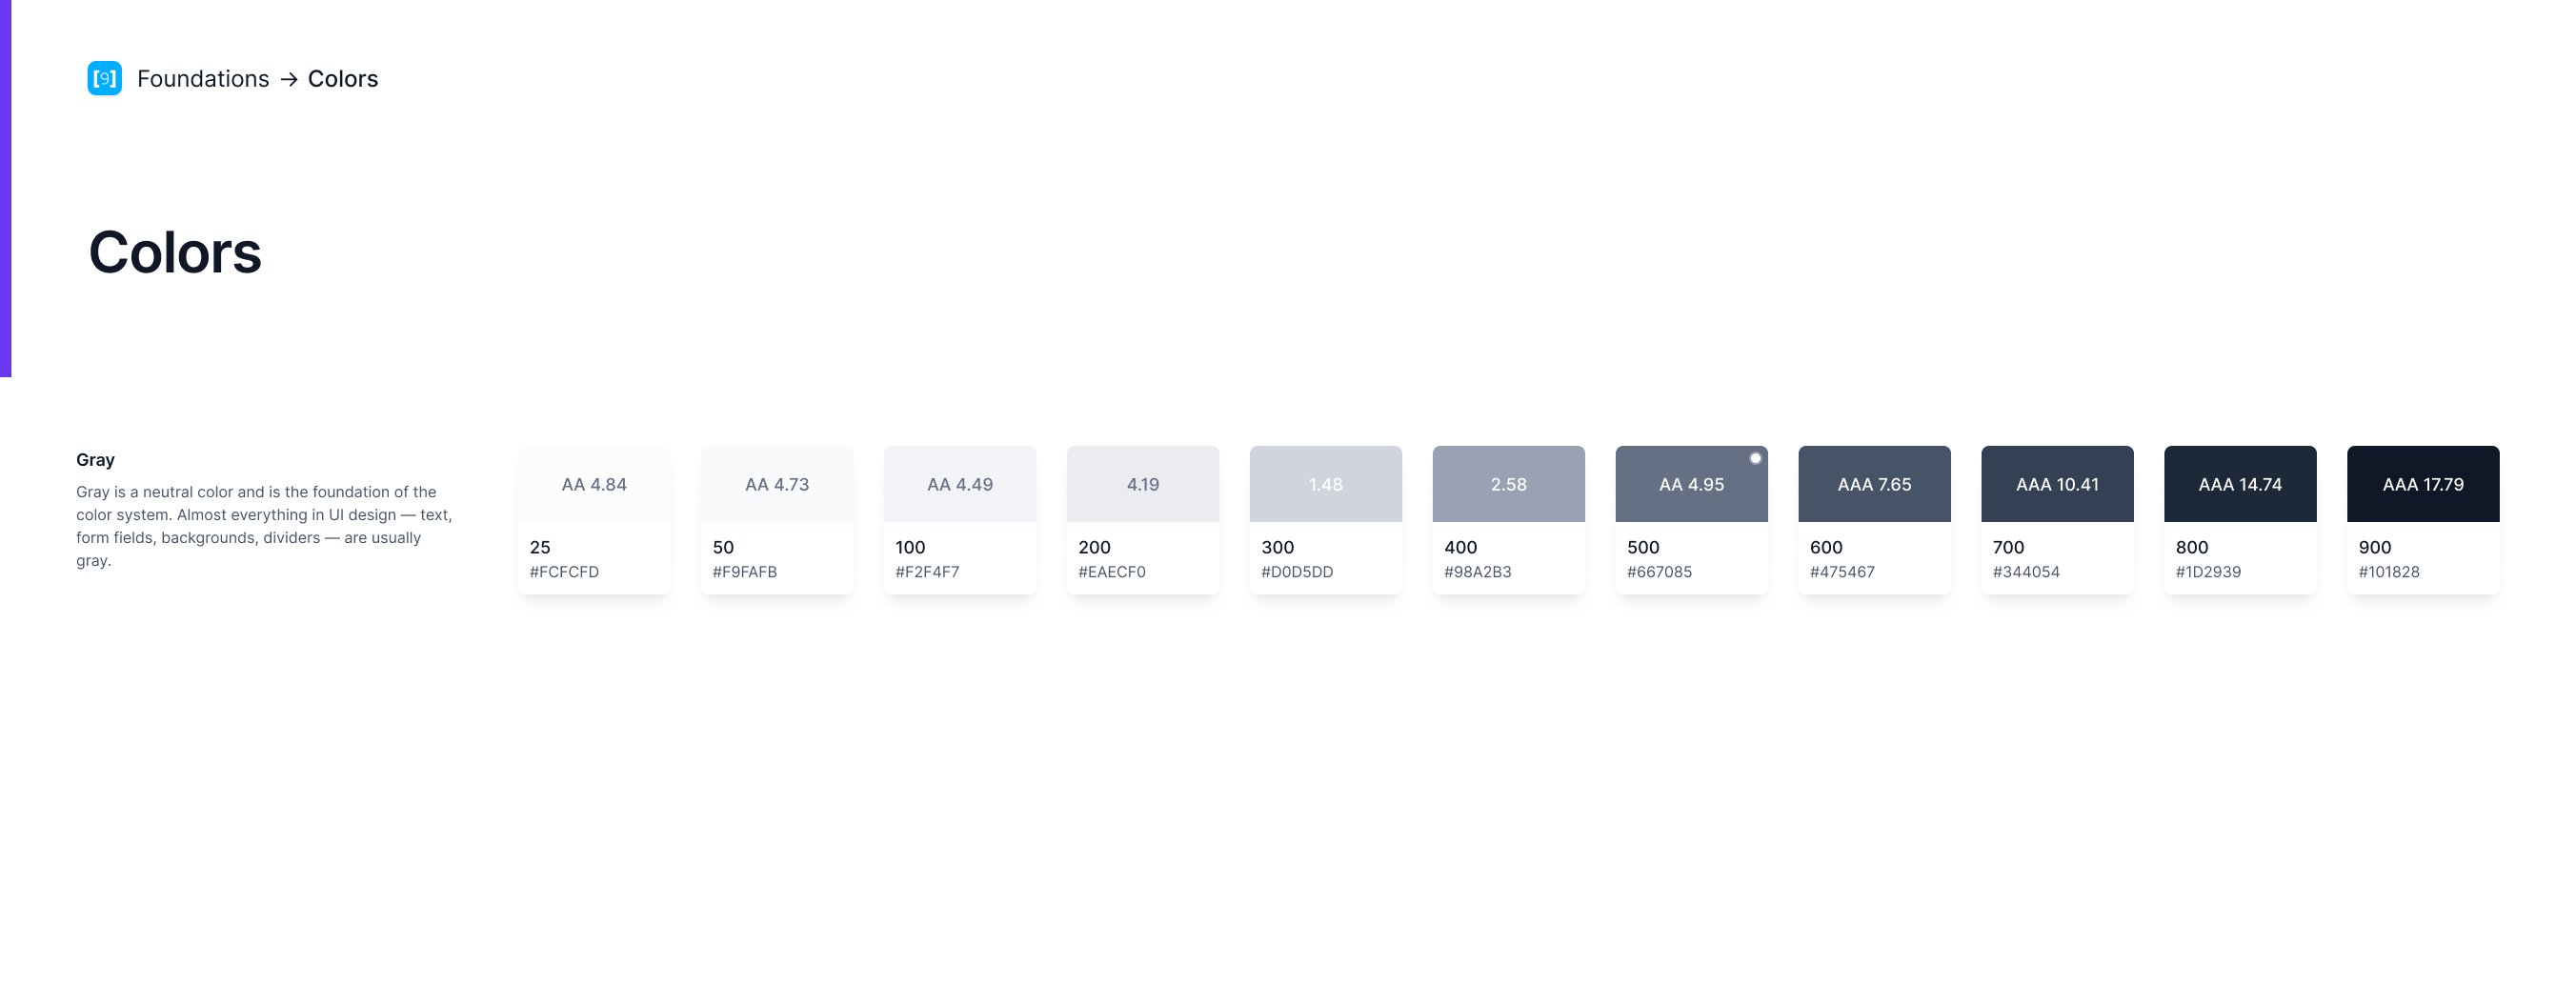 [9] Foundations → Colors
Colors
Gray
Gray is a neutral color and is the foundation of the
color system. Almost everything in UI design — text,
form fields, backgrounds, dividers — are usually
gray.
AA 4.84
25
#FCFCFD
AA 4.73
50
#F9FAFB
AA 4.49
100
#F2F4F7
4.19
200
#EAECF0
1.48
300
#D0D5DD
2.58
400
#98A2B3
AA 4.95
500
#667085
AAA 7.65
600
#475467
AAA 10.41
700
#344054
AAA 14.74
800
#1D2939
AAA 17.79
900
#101828